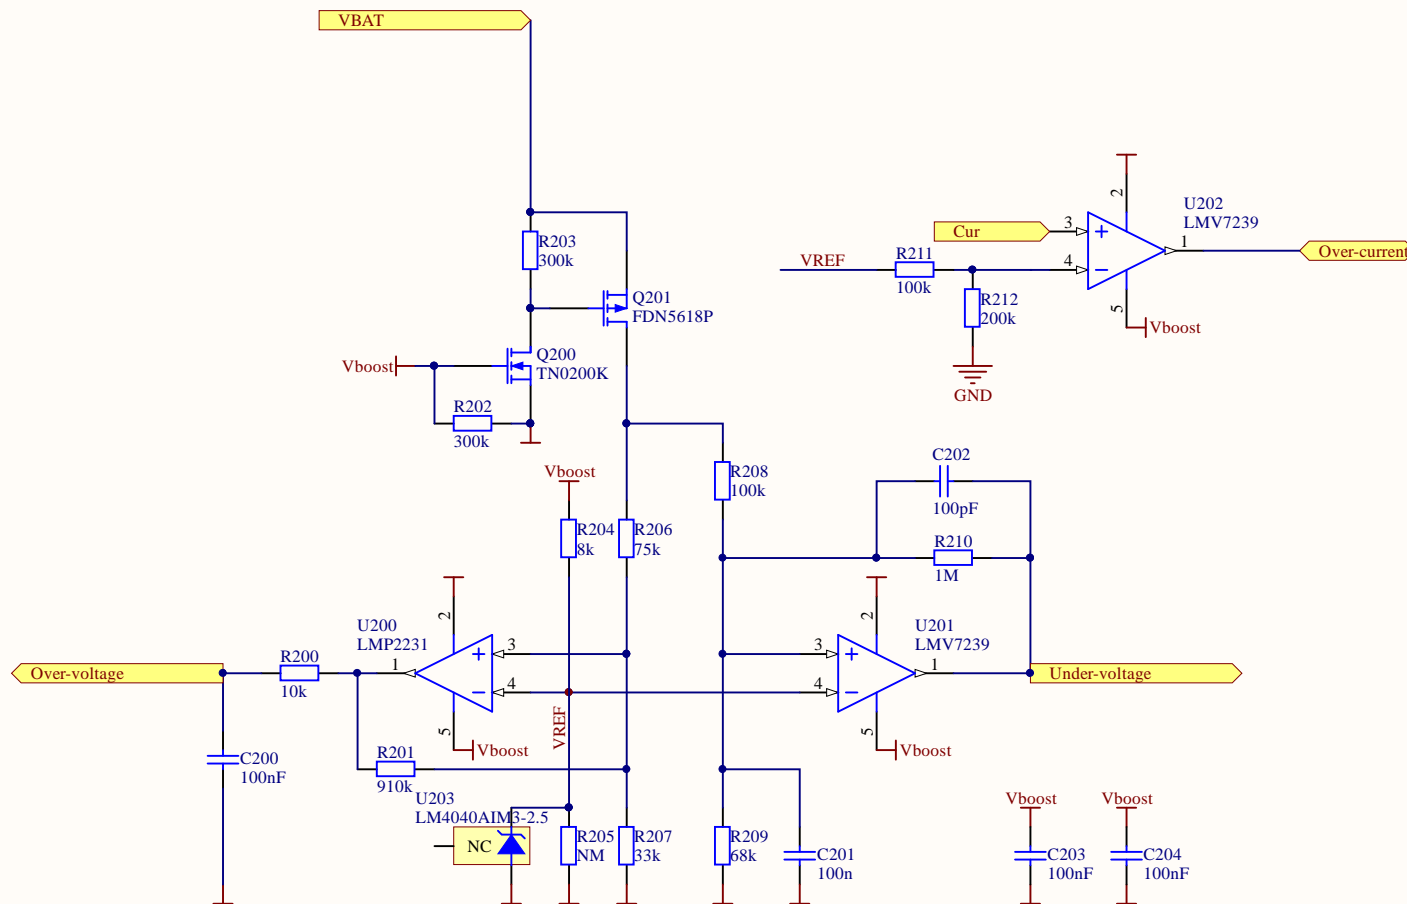 VBAT
U202
LMV7239
2
Cur
3
4
1
5
Over-current
VREF
R211
100k
R212
200k
GND
Vboost
R203
300k
Q201
FDN5618P
Q200
TN0200K
Vboost
R202
300k
Vboost
R204
8k
R206
75k
R208
100k
C202
100pF
R210
1M
U200
LMP2231
2
3
4
1
5
Vboost
Over-voltage
R200
10k
R201
910k
C200
100nF
VREF
U203
LM4040AIM3-2.5
NC
R205
NM
R207
33k
U201
LMV7239
2
3
4
1
5
Vboost
Under-voltage
R209
68k
C201
100n
Vboost
C203
100nF
Vboost
C204
100nF